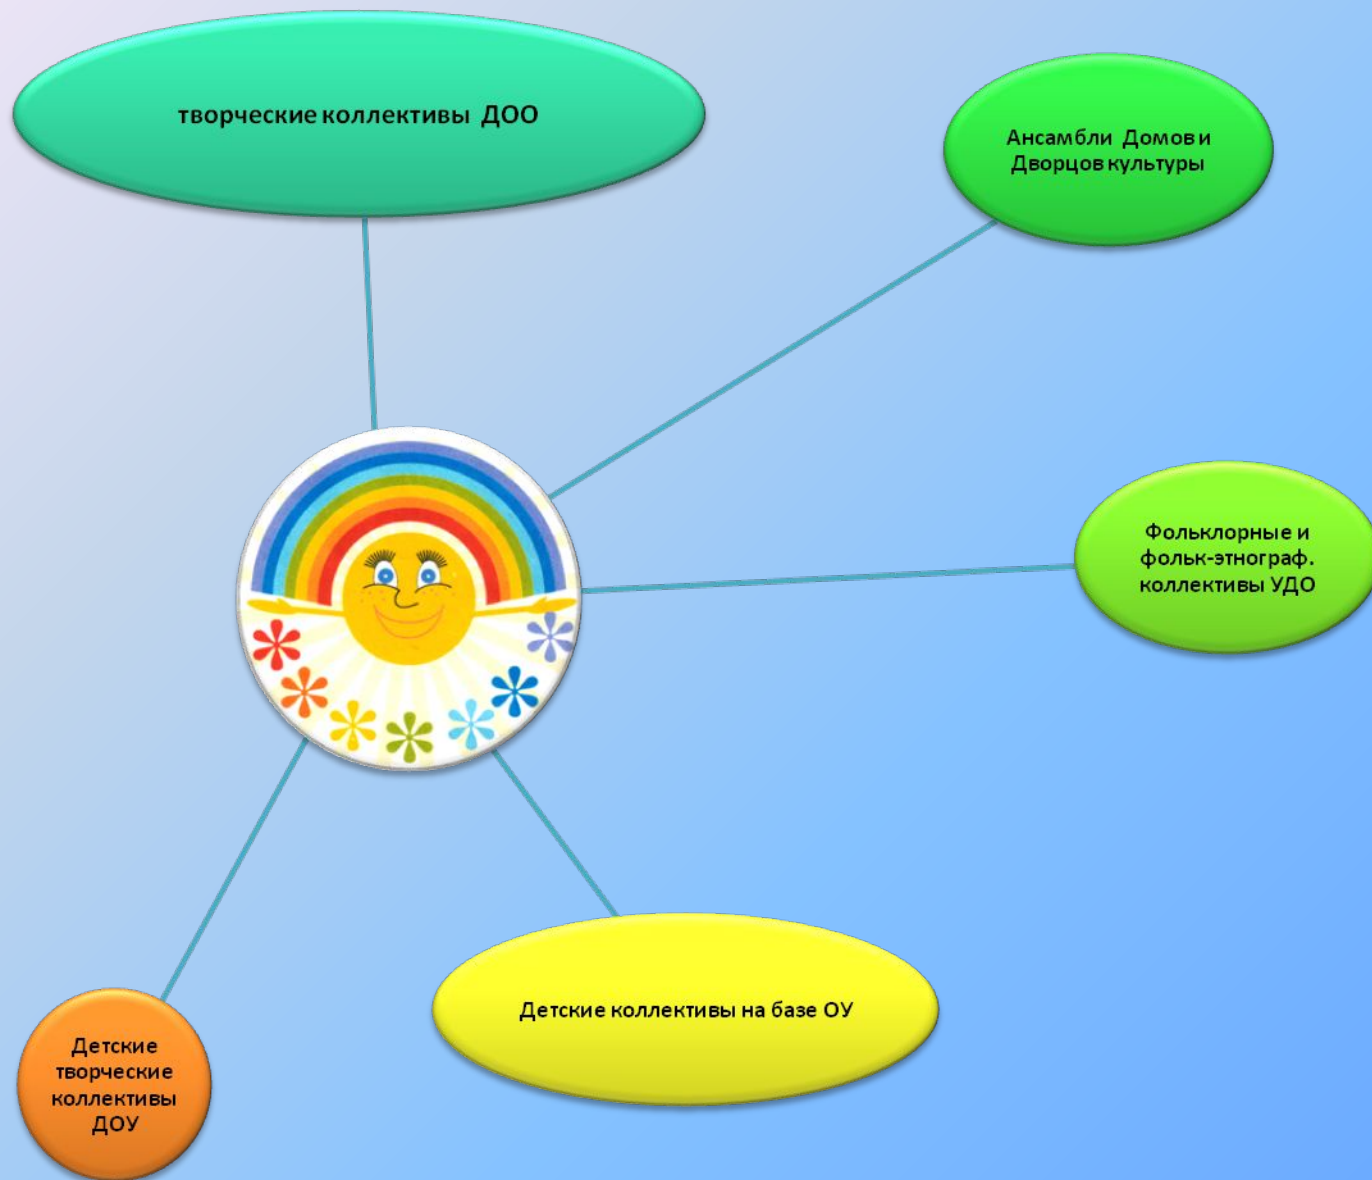 творческие коллективы ДОО
Ансамбли Домов и
Дворцов культуры
Фольклорные и
фольк-этнограф.
коллективы УДО
Детские коллективы на базе ОУ
Детские
творческие
коллективы
ДОУ